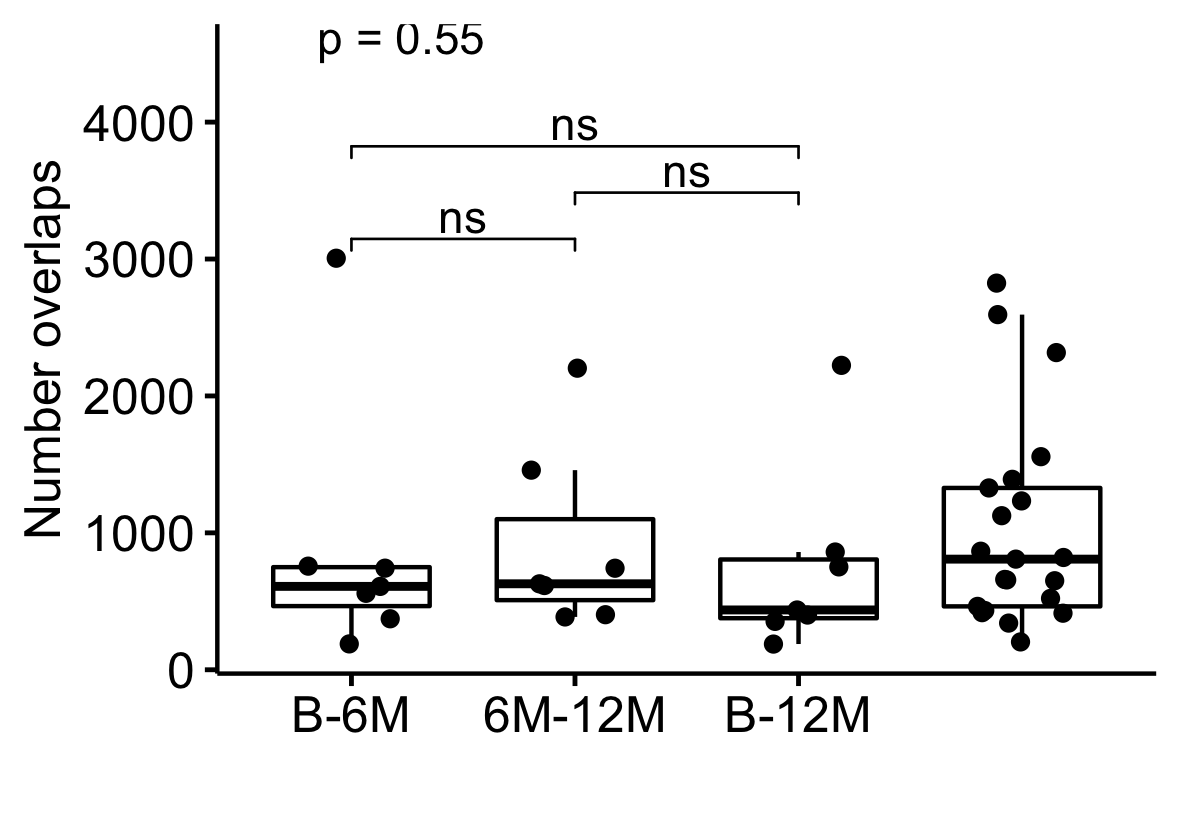 p = 0.55
4000
3000
2000
1000
0
Number overlaps
ns
ns
ns
B-6M 6M-12M B-12M